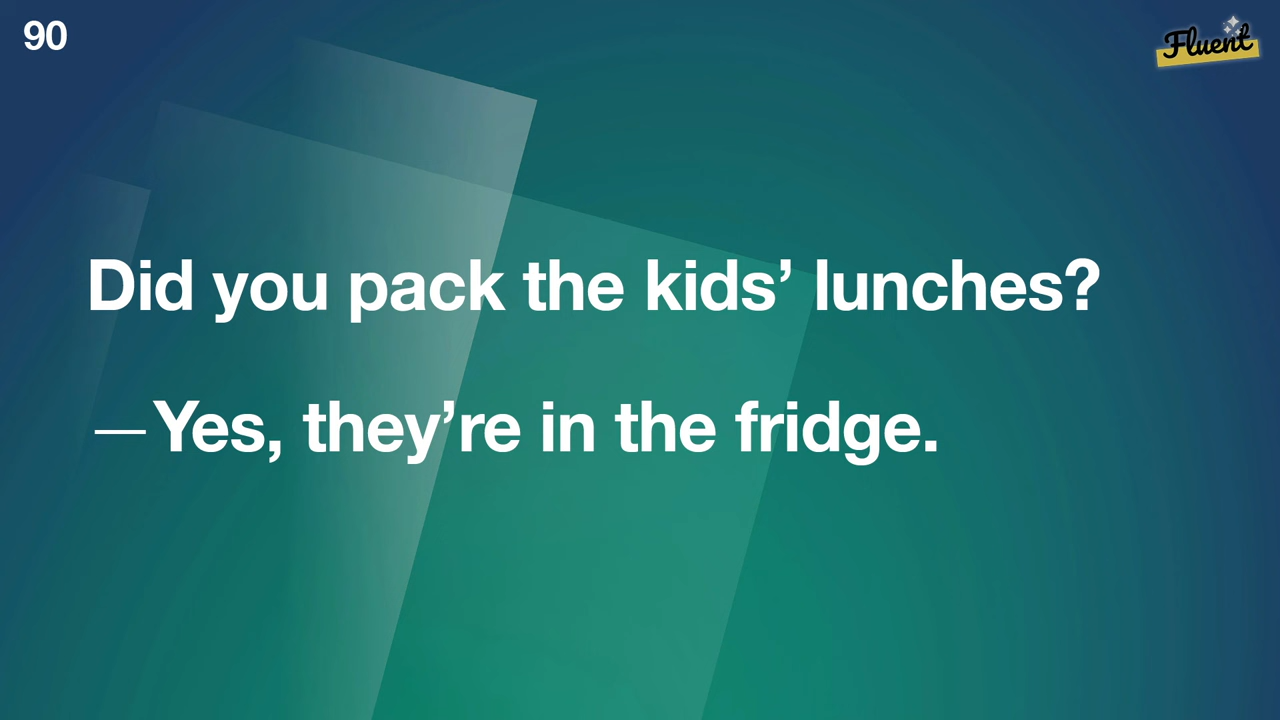 90
Fluent
Did you pack the kids’ lunches?
—Yes, they’re in the fridge.